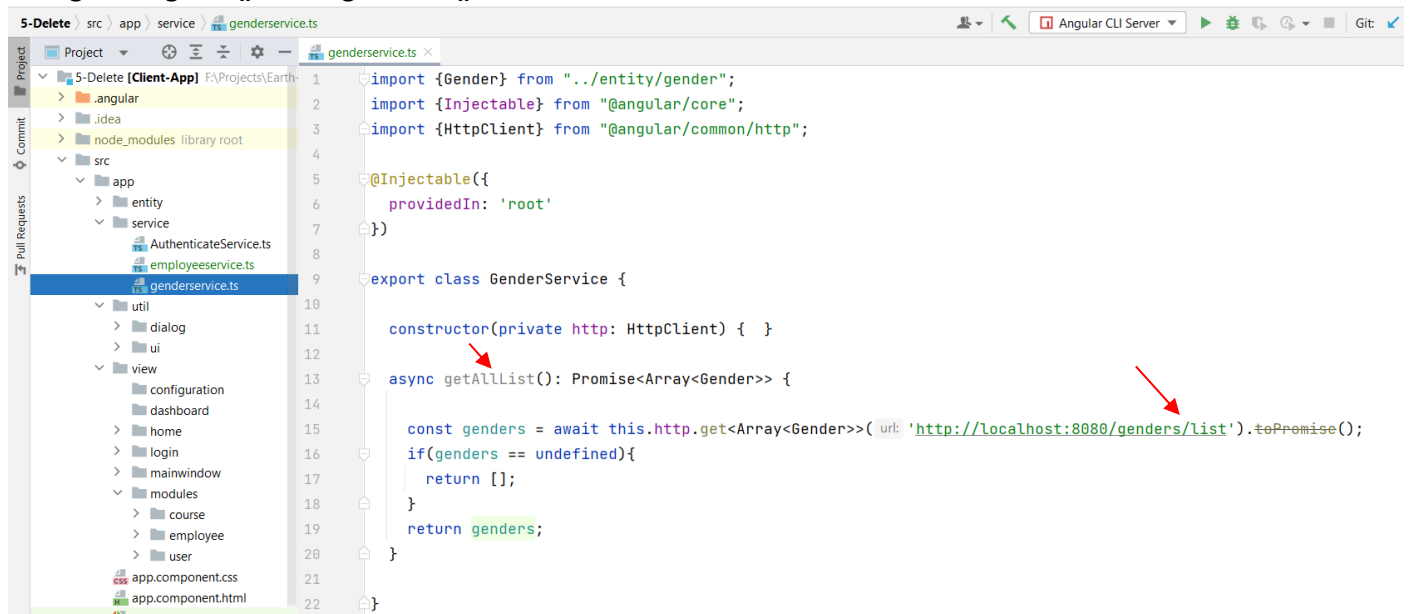 5-Delete 〉 src 〉 app 〉 service 〉 genderservice.ts
Angular CLI Server
Git:
Project
Commit
Pull Requests
Project
5-Delete [Client-App] F:\Projects\Earth-
.angular
.idea
node_modules library root
src
app
entity
service
AuthenticateService.ts
employeeservice.ts
genderservice.ts
util
dialog
ui
view
configuration
dashboard
home
login
mainwindow
modules
course
employee
user
app.component.css
app.component.html
genderservice.ts ×
1 import {Gender} from "../entity/gender";
2 import {Injectable} from "@angular/core";
3 import {HttpClient} from "@angular/common/http";
4
5 @Injectable({
6   providedIn: 'root'
7 })
8
9 export class GenderService {
10
11   constructor(private http: HttpClient) {  }
12
13   async getAllList(): Promise<Array<Gender>> {
14
15     const genders = await this.http.get<Array<Gender>>( url: 'http://localhost:8080/genders/list').toPromise();
16     if(genders == undefined){
17       return [];
18     }
19     return genders;
20   }
21
22 }